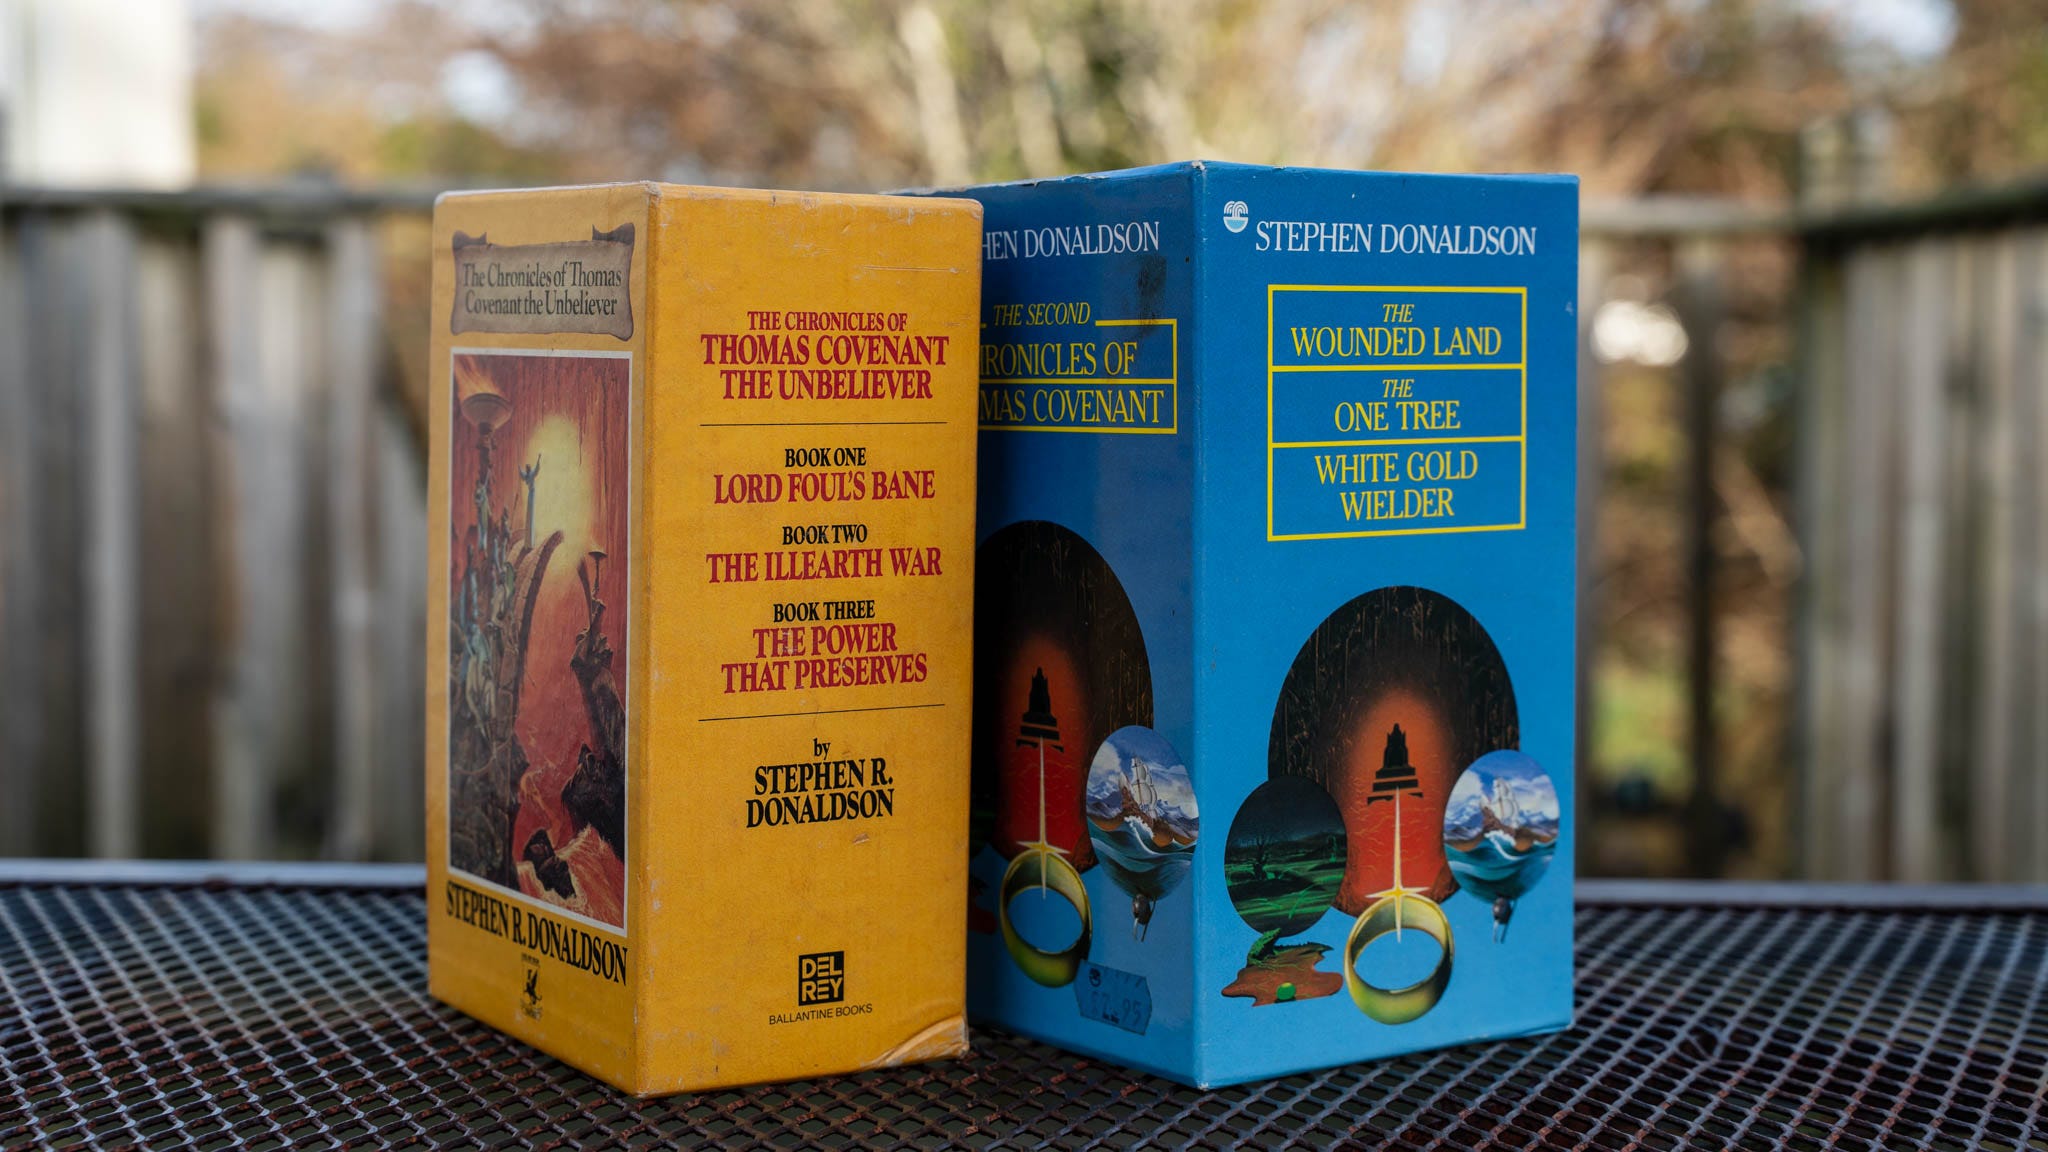 The Chronicles of Thomas
Covenant the Unbeliever
STEPHEN R. DONALDSON
THE CHRONICLES OF
THOMAS COVENANT
THE UNBELIEVER
BOOK ONE
LORD FOUL'S BANE
BOOK TWO
THE ILLEARTH WAR
BOOK THREE
THE POWER
THAT PRESERVES
by
STEPHEN R.
DONALDSON
DEL
REY
BALLANTINE BOOKS
HEN DONALDSON
THE SECOND
RONICLES OF
MAS COVENANT
STEPHEN DONALDSON
THE
WOUNDED LAND
THE
ONE TREE
WHITE GOLD
WIELDER